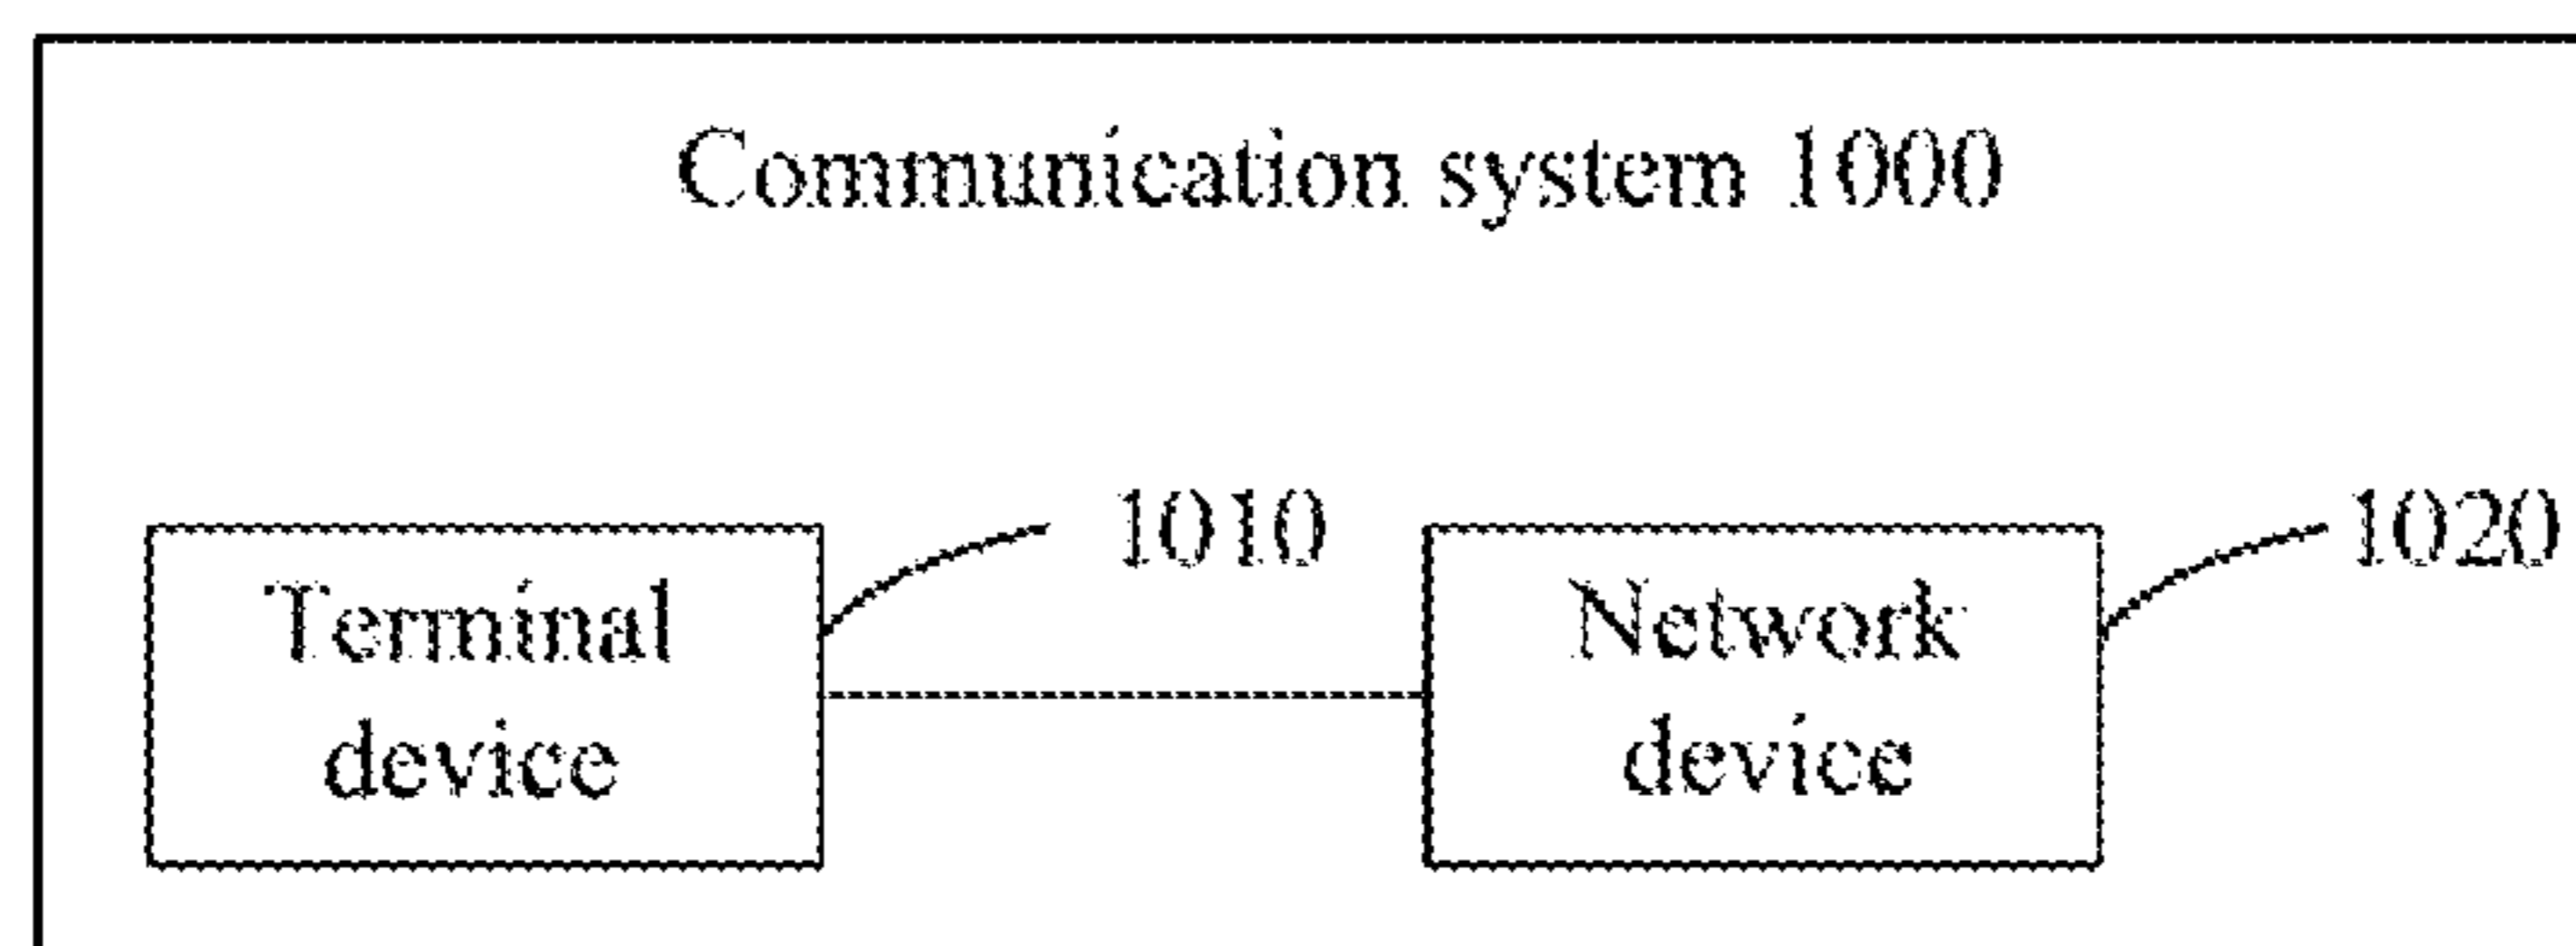 Communication system 1000
1010
1020
Terminal
device
Network
device